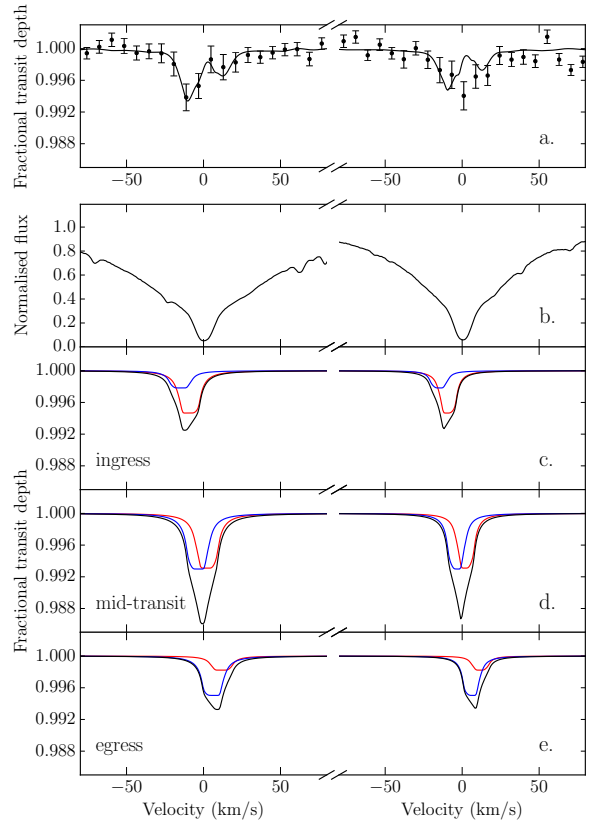 Fractional transit depth
1.000
0.996
0.992
0.988
a.
−50 0 50 −50 0 50
Normalised flux
1.0
0.8
0.6
0.4
0.2
0.0
b.
Fractional transit depth
1.000
0.996
0.992
0.988
ingress
c.
1.000
0.996
0.992
0.988
mid-transit
d.
1.000
0.996
0.992
0.988
egress
e.
−50 0 50 −50 0 50
Velocity (km/s) Velocity (km/s)